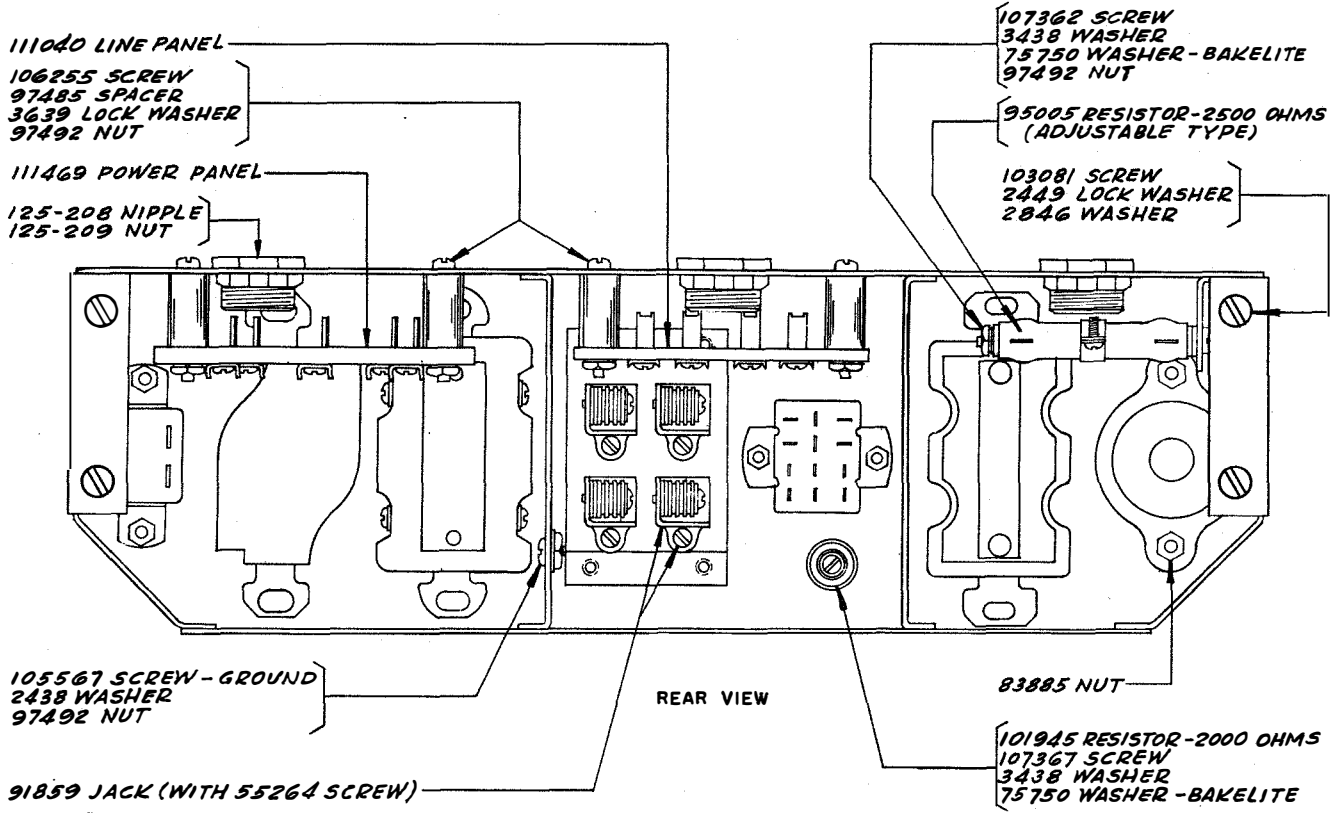 111040 LINE PANEL
106255 SCREW
97485 SPACER
3639 LOCK WASHER
97492 NUT
111469 POWER PANEL
125-208 NIPPLE
125-209 NUT
107362 SCREW
3438 WASHER
75750 WASHER-BAKELITE
97492 NUT
95005 RESISTOR-2500 OHMS
(ADJUSTABLE TYPE)
103081 SCREW
2449 LOCK WASHER
2846 WASHER
105567 SCREW-GROUND
2438 WASHER
97492 NUT
91859 JACK (WITH 55264 SCREW)
REAR VIEW
83885 NUT
101945 RESISTOR-2000 OHMS
107367 SCREW
3438 WASHER
75750 WASHER-BAKELITE